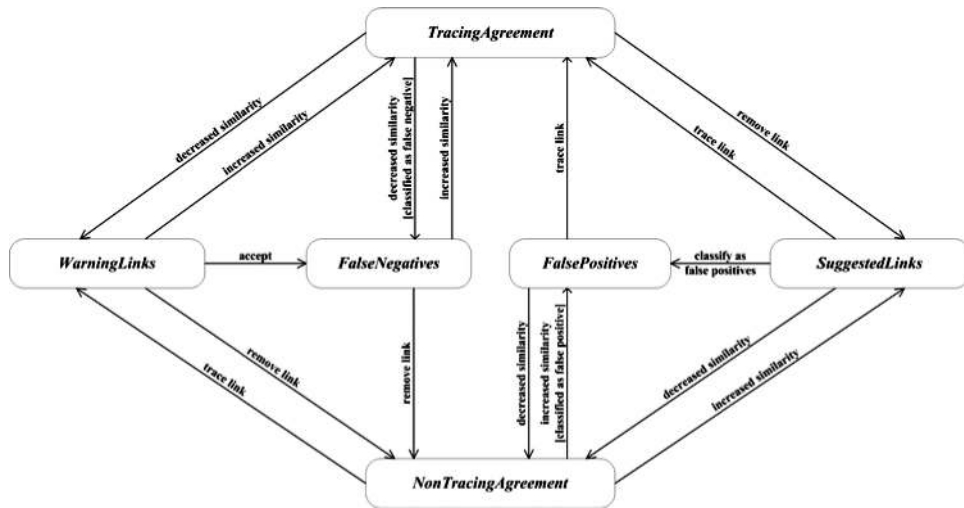 TracingAgreement
decreased similarity
increased similarity
decreased similarity
[classified as false negative]
increased similarity
trace link
trace link
remove link
WarningLinks
accept
FalseNegatives
FalsePositives
classify as
false positives
SuggestedLinks
trace link
remove link
remove link
decreased similarity
increased similarity
[classified as false positive]
decreased similarity
increased similarity
NonTracingAgreement